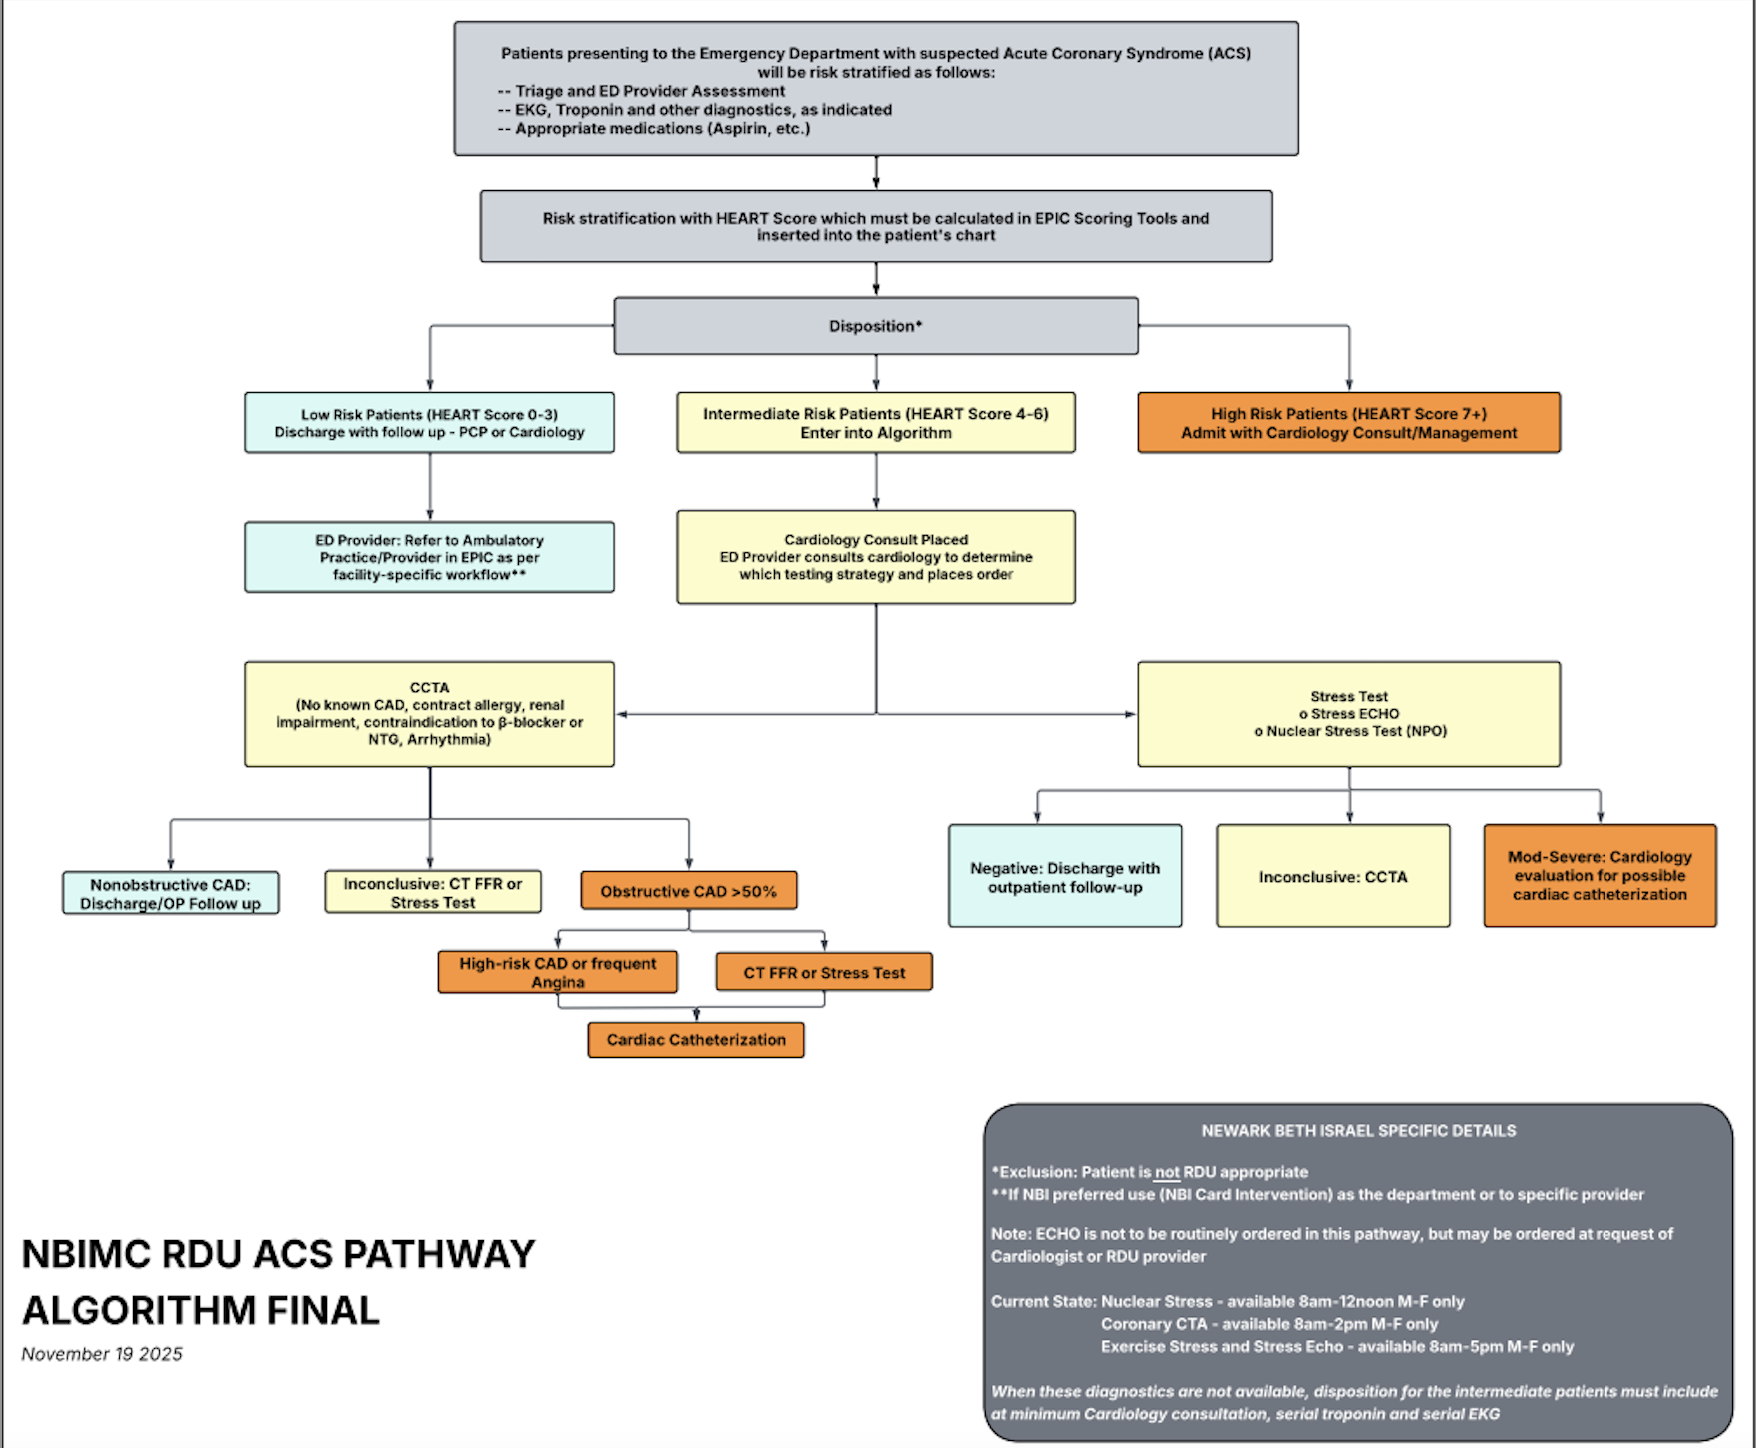 Patients presenting to the Emergency Department with suspected Acute Coronary Syndrome (ACS)
will be risk stratified as follows:
-- Triage and ED Provider Assessment
-- EKG, Troponin and other diagnostics, as indicated
-- Appropriate medications (Aspirin, etc.)
Risk stratification with HEART Score which must be calculated in EPIC Scoring Tools and
inserted into the patient's chart
Disposition*
Low Risk Patients (HEART Score 0-3)
Discharge with follow up - PCP or Cardiology
Intermediate Risk Patients (HEART Score 4-6)
Enter into Algorithm
High Risk Patients (HEART Score 7+)
Admit with Cardiology Consult/Management
ED Provider: Refer to Ambulatory
Practice/Provider in EPIC as per
facility-specific workflow**
Cardiology Consult Placed
ED Provider consults cardiology to determine
which testing strategy and places order
CCTA
(No known CAD, contract allergy, renal
impairment, contraindication to β-blocker or
NTG, Arrhythmia)
Stress Test
o Stress ECHO
o Nuclear Stress Test (NPO)
Nonobstructive CAD:
Discharge/OP Follow up
Inconclusive: CT FFR or
Stress Test
Obstructive CAD >50%
Negative: Discharge with
outpatient follow-up
Inconclusive: CCTA
Mod-Severe: Cardiology
evaluation for possible
cardiac catheterization
High-risk CAD or frequent
Angina
CT FFR or Stress Test
Cardiac Catheterization
NEWARK BETH ISRAEL SPECIFIC DETAILS
*Exclusion: Patient is not RDU appropriate
**If NBI preferred use (NBI Card Intervention) as the department or to specific provider
Note: ECHO is not to be routinely ordered in this pathway, but may be ordered at request of
Cardiologist or RDU provider
Current State: Nuclear Stress - available 8am-12noon M-F only
Coronary CTA - available 8am-2pm M-F only
Exercise Stress and Stress Echo - available 8am-5pm M-F only
When these diagnostics are not available, disposition for the intermediate patients must include
at minimum Cardiology consultation, serial troponin and serial EKG
NBIMC RDU ACS PATHWAY
ALGORITHM FINAL
November 19 2025